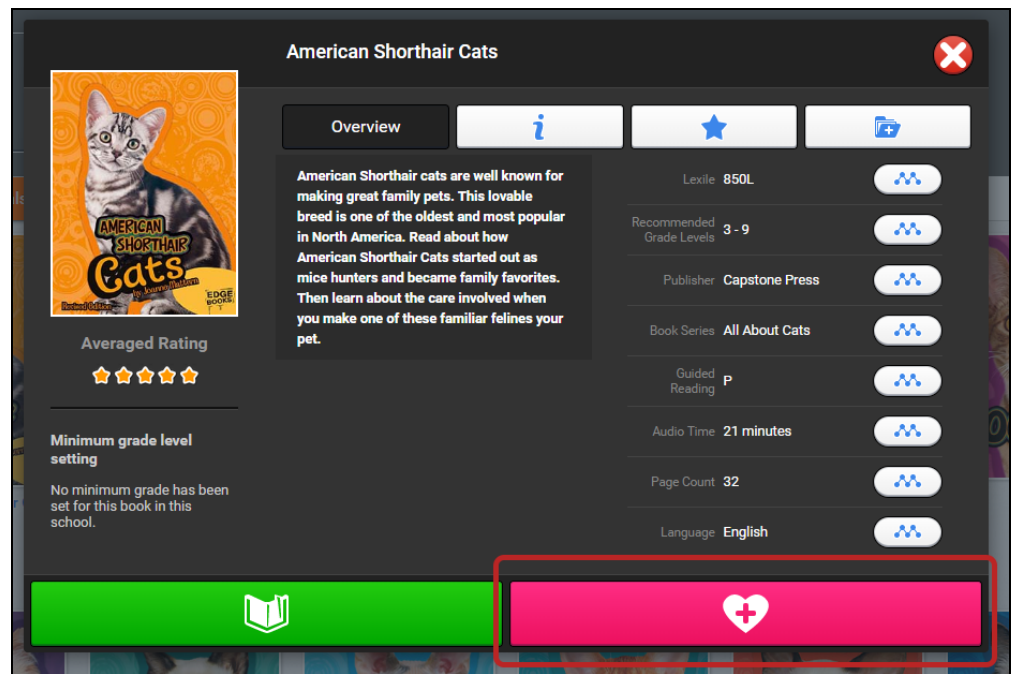 American Shorthair Cats
AMERICAN
SHORTHAIR
Cats
by Joanne Mattern
EDGE
BOOKS
Revised Edition
Averaged Rating
Minimum grade level
setting
No minimum grade has been
set for this book in this
school.
Overview
i
American Shorthair cats are well known for
making great family pets. This lovable
breed is one of the oldest and most popular
in North America. Read about how
American Shorthair Cats started out as
mice hunters and became family favorites.
Then learn about the care involved when
you make one of these familiar felines your
pet.
Lexile 850L
Recommended
Grade Levels 3 - 9
Publisher Capstone Press
Book Series All About Cats
Guided
Reading P
Audio Time 21 minutes
Page Count 32
Language English